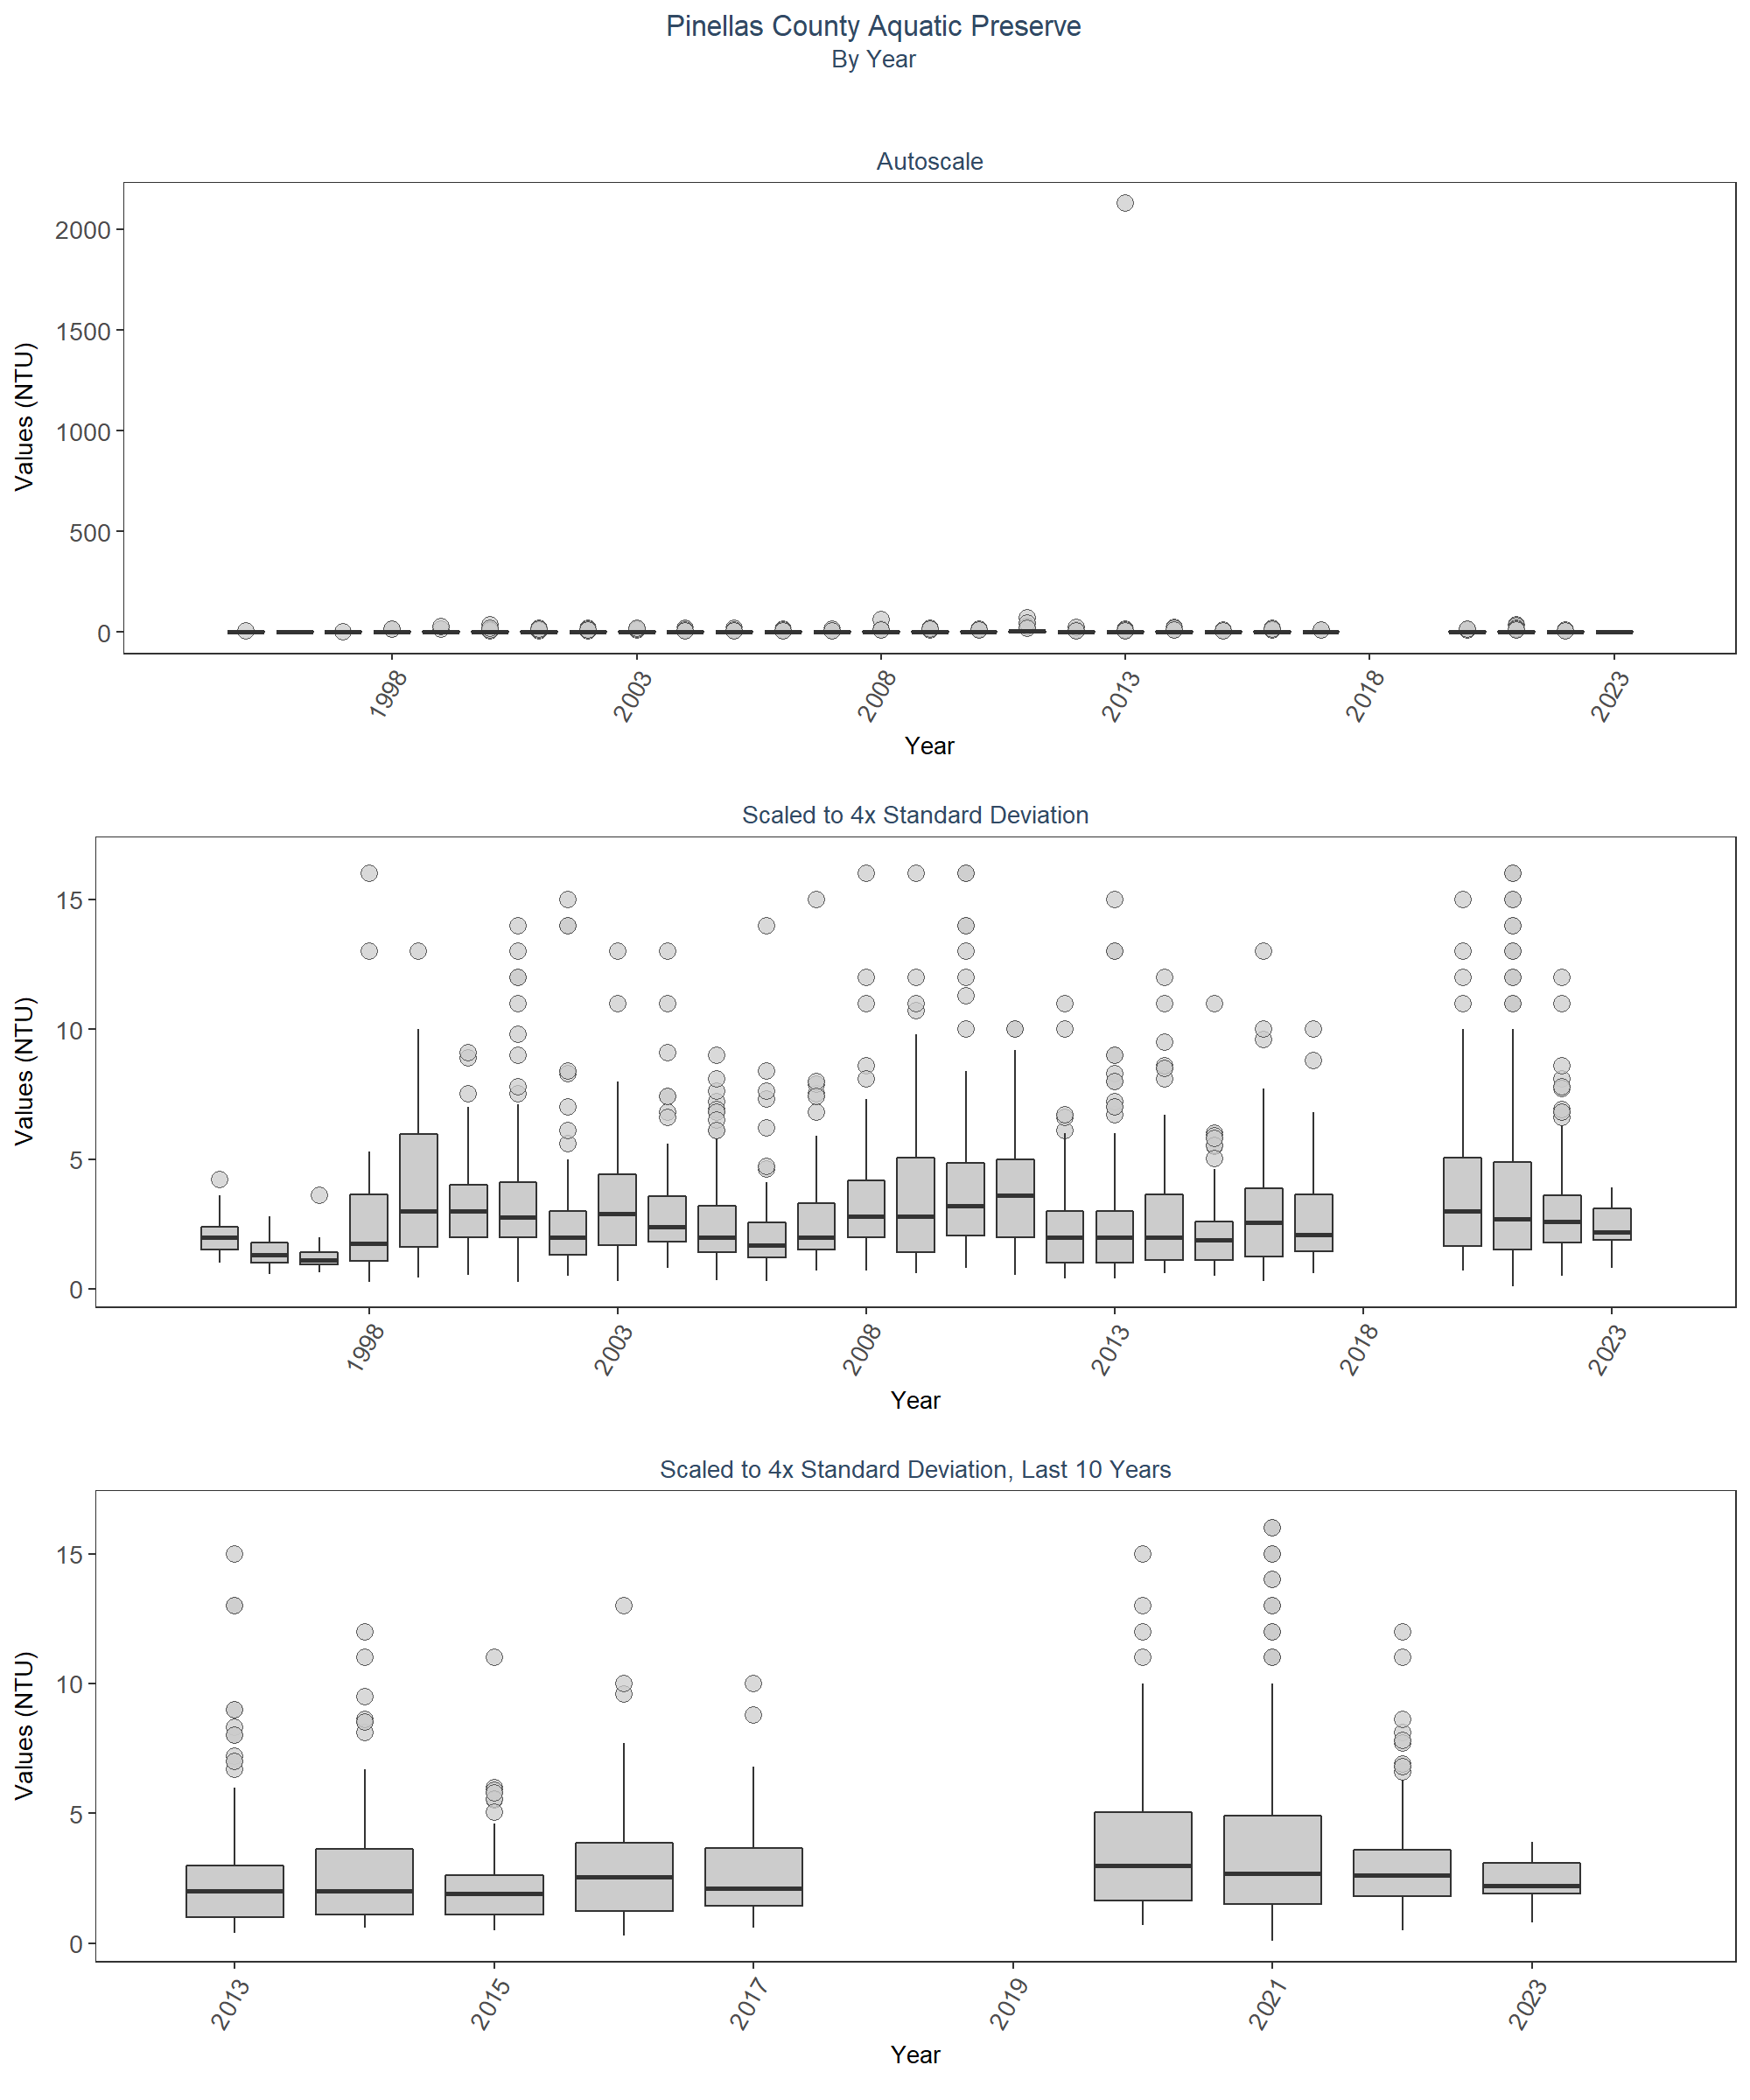 Pinellas County Aquatic Preserve
By Year
Autoscale
Values (NTU)
2000
1500
1000
500
0
1998
2003
2008
2013
2018
2023
Year
Scaled to 4x Standard Deviation
Values (NTU)
15
10
5
0
1998
2003
2008
2013
2018
2023
Year
Scaled to 4x Standard Deviation, Last 10 Years
Values (NTU)
15
10
5
0
2013
2015
2017
2019
2021
2023
Year